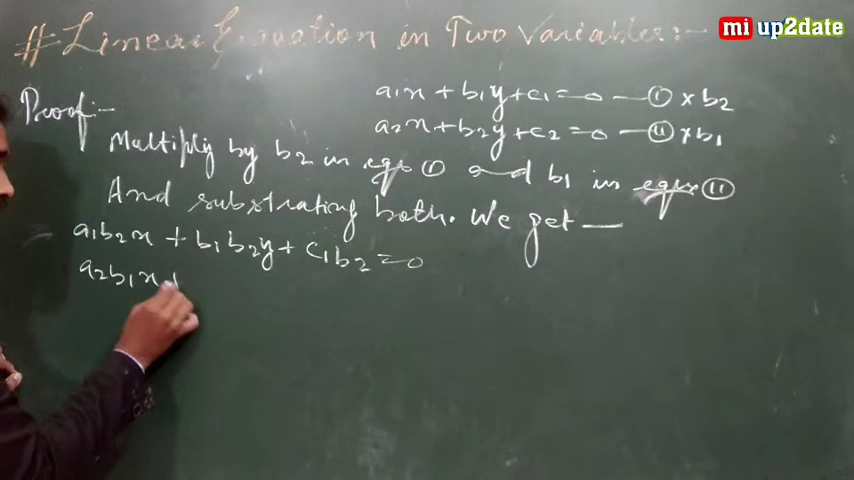 mi up2date
# Linear Equation in Two Variables:-
Proof:-
a₁x + b₁y + c₁ = 0 — (I) × b₂
a₂x + b₂y + c₂ = 0 — (II) × b₁
Multiply by b₂ in eqn (I) and b₁ in eqn (II)
And substrating both. We get —
a₁b₂x + b₁b₂y + c₁b₂ = 0
a₂b₁x +